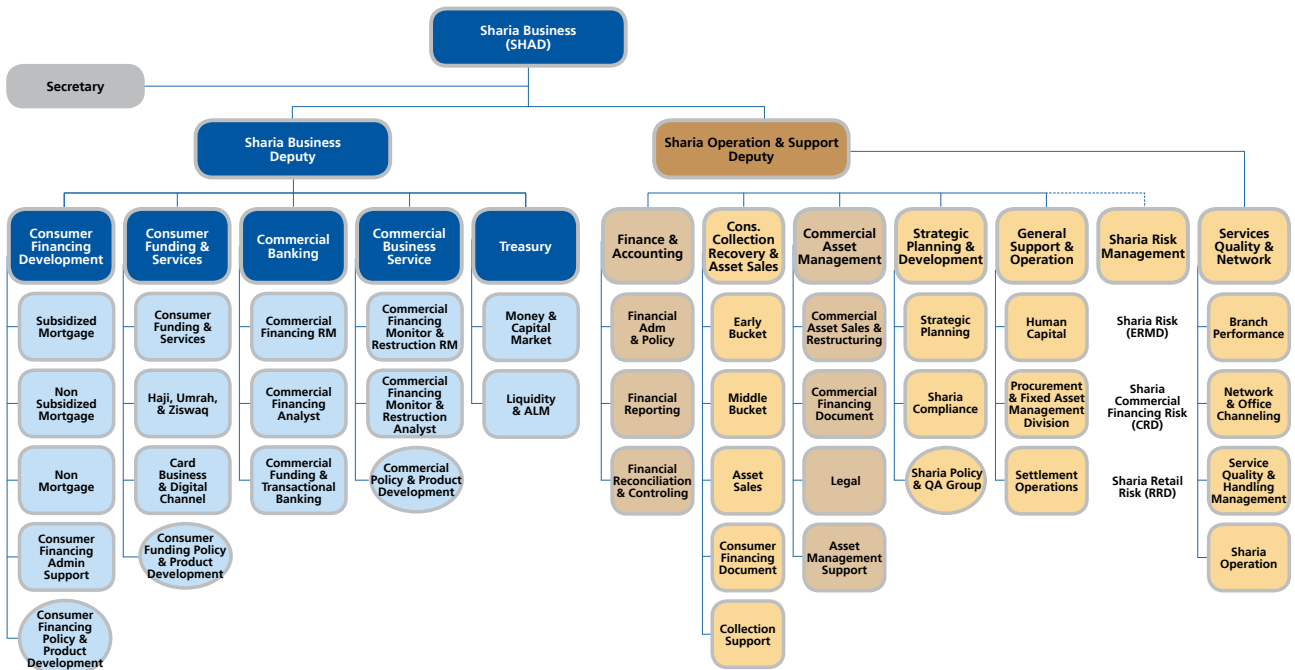 Sharia Business
(SHAD)
Secretary
Sharia Business
Deputy
Sharia Operation & Support
Deputy
Consumer
Financing
Development
Consumer
Funding &
Services
Commercial
Banking
Commercial
Business
Service
Treasury
Finance &
Accounting
Cons.
Collection
Recovery &
Asset Sales
Commercial
Asset
Management
Strategic
Planning &
Development
General
Support &
Operation
Sharia Risk
Management
Services
Quality &
Network
Subsidized
Mortgage
Consumer
Funding &
Services
Commercial
Financing RM
Commercial
Financing
Monitor &
Restruction RM
Money &
Capital
Market
Financial
Adm
& Policy
Early
Bucket
Commercial
Asset Sales &
Restructuring
Strategic
Planning
Human
Capital
Sharia Risk
(ERMD)
Branch
Performance
Non
Subsidized
Mortgage
Haji, Umrah,
& Ziswaq
Commercial
Financing
Analyst
Commercial
Financing
Monitor &
Restruction
Analyst
Liquidity
& ALM
Financial
Reporting
Middle
Bucket
Commercial
Financing
Document
Sharia
Compliance
Procurement
& Fixed Asset
Management
Division
Sharia
Commercial
Financing Risk
(CRD)
Network
& Office
Channeling
Non
Mortgage
Card
Business
& Digital
Channel
Commercial
Funding &
Transactional
Banking
Commercial
Policy & Product
Development
Financial
Reconciliation
& Controling
Asset
Sales
Legal
Sharia Policy
& QA Group
Settlement
Operations
Sharia Retail
Risk (RRD)
Service
Quality &
Handling
Management
Consumer
Financing
Admin
Support
Consumer
Funding Policy
& Product
Development
Consumer
Financing
Document
Asset
Management
Support
Sharia
Operation
Consumer
Financing
Policy &
Product
Development
Collection
Support